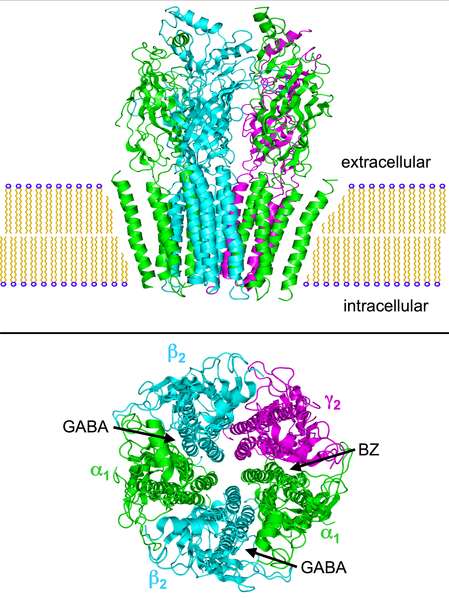 extracellular
intracellular
β2
γ2
GABA
BZ
α1
α1
GABA
β2